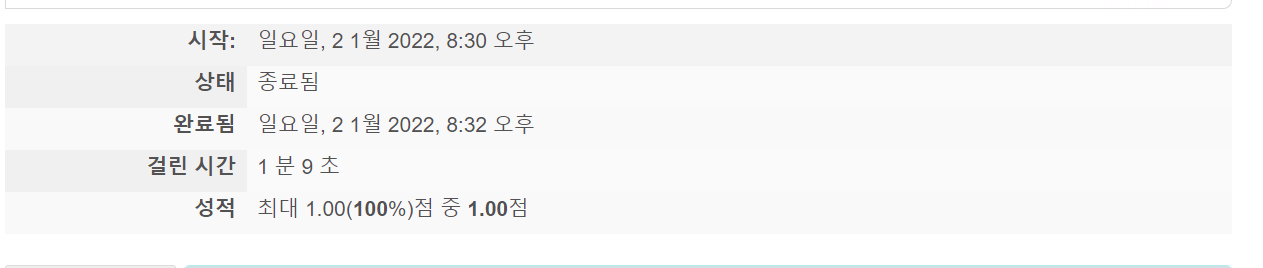 시작: 일요일, 2 1월 2022, 8:30 오후
상태 종료됨
완료됨 일요일, 2 1월 2022, 8:32 오후
걸린 시간 1 분 9 초
성적 최대 1.00(100%)점 중 1.00점